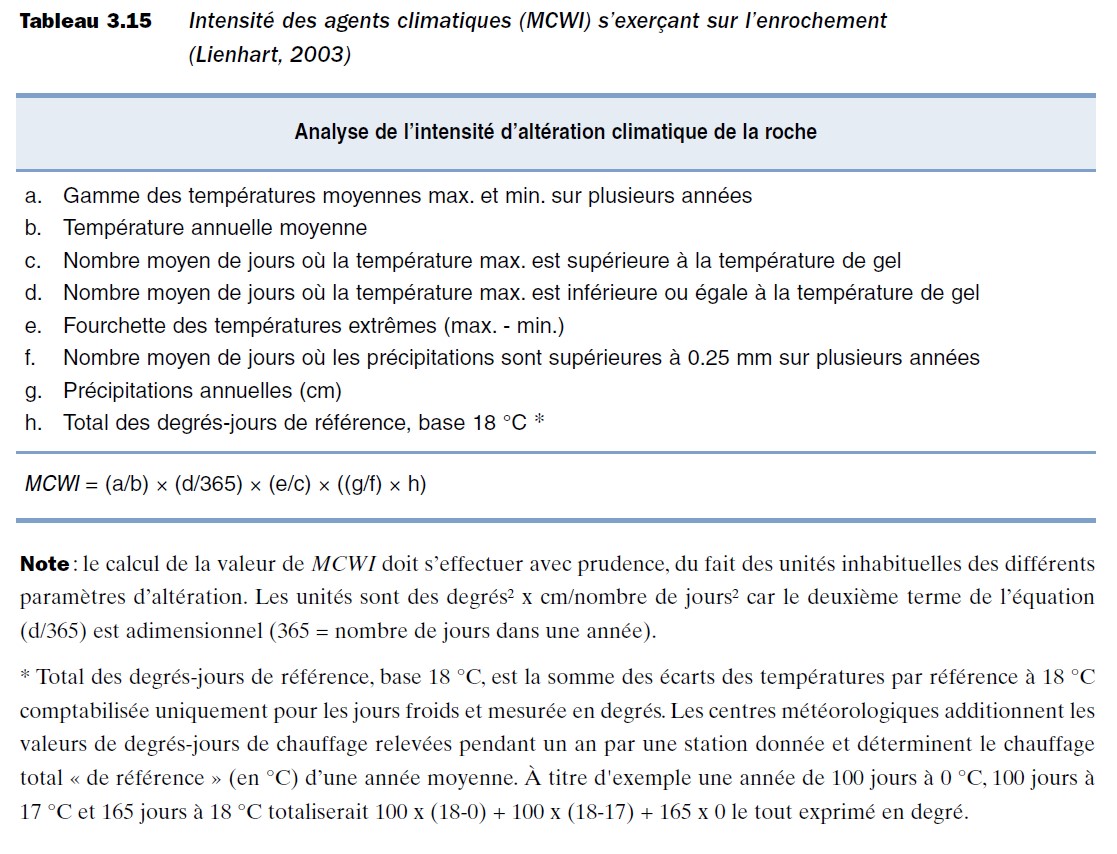 Tableau 3.15 Intensité des agents climatiques (MCWI) s’exerçant sur l’enrochement
(Lienhart, 2003)
Analyse de l’intensité d’altération climatique de la roche
a. Gamme des températures moyennes max. et min. sur plusieurs années
b. Température annuelle moyenne
c. Nombre moyen de jours où la température max. est supérieure à la température de gel
d. Nombre moyen de jours où la température max. est inférieure ou égale à la température de gel
e. Fourchette des températures extrêmes (max. - min.)
f. Nombre moyen de jours où les précipitations sont supérieures à 0.25 mm sur plusieurs années
g. Précipitations annuelles (cm)
h. Total des degrés-jours de référence, base 18 °C *
MCWI = (a/b) × (d/365) × (e/c) × ((g/f) × h)
Note : le calcul de la valeur de MCWI doit s’effectuer avec prudence, du fait des unités inhabituelles des différents
paramètres d’altération. Les unités sont des degrés² x cm/nombre de jours² car le deuxième terme de l’équation
(d/365) est adimensionnel (365 = nombre de jours dans une année).
* Total des degrés-jours de référence, base 18 °C, est la somme des écarts des températures par référence à 18 °C
comptabilisée uniquement pour les jours froids et mesurée en degrés. Les centres météorologiques additionnent les
valeurs de degrés-jours de chauffage relevées pendant un an par une station donnée et déterminent le chauffage
total « de référence » (en °C) d’une année moyenne. À titre d'exemple une année de 100 jours à 0 °C, 100 jours à
17 °C et 165 jours à 18 °C totaliserait 100 x (18-0) + 100 x (18-17) + 165 x 0 le tout exprimé en degré.